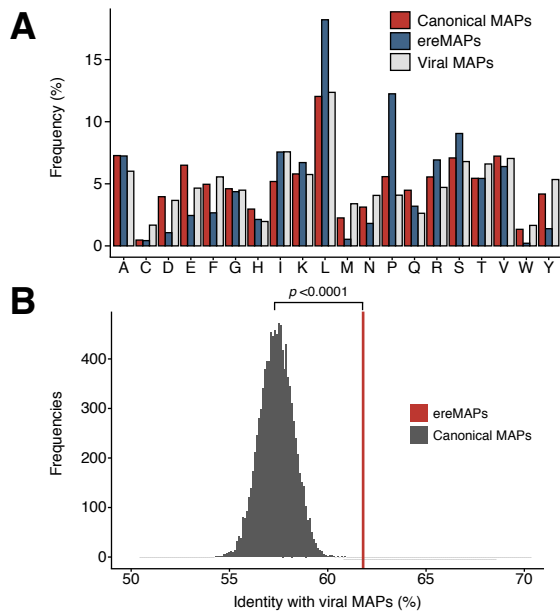 A
Canonical MAPs
ereMAPs
Viral MAPs
Frequency (%)
15
10
5
0
A C D E F G H I K L M N P Q R S T V W Y
B
p <0.0001
Frequencies
400
300
200
100
0
ereMAPs
Canonical MAPs
50 55 60 65 70
Identity with viral MAPs (%)